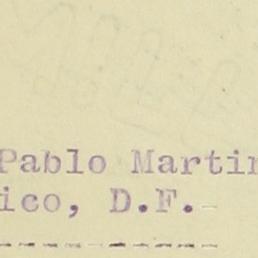 Pablo Martin
ico, D.F.-
-----------